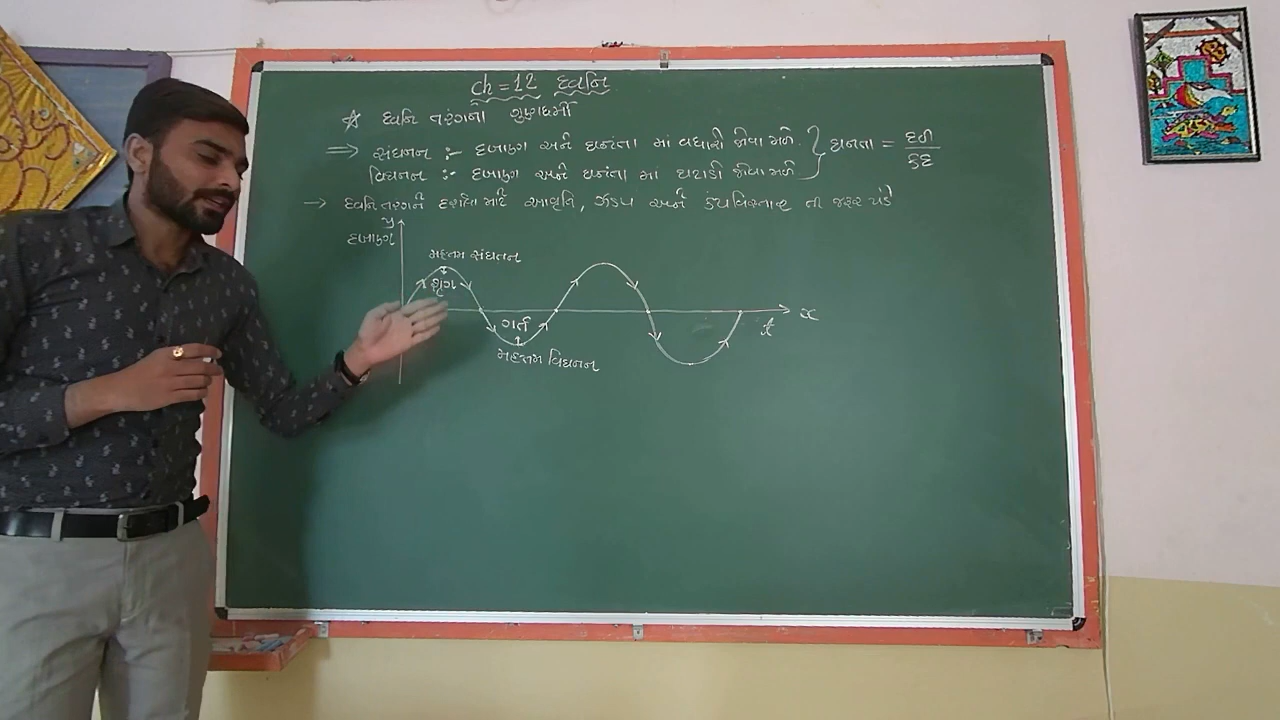 ch = 12 ધ્વનિ
☆ ધ્વનિ તરંગના ગુણધર્મો
⇒ સંઘનન :- દબાણ અને ઘનતા માં વધારો જોવા મળે. } ઘનતા = દળ / કદ
વિઘનન :- દબાણ અને ઘનતા માં ઘટાડો જોવા મળે
→ ધ્વનિ તરંગને દર્શાવવા માટે આવૃતિ, ઝડપ અને કંપવિસ્તાર ની જરૂર પડે
y
દબાણ
મહત્તમ સંઘનન
શૃંગ
ગર્ત
x
t
મહત્તમ વિઘનન